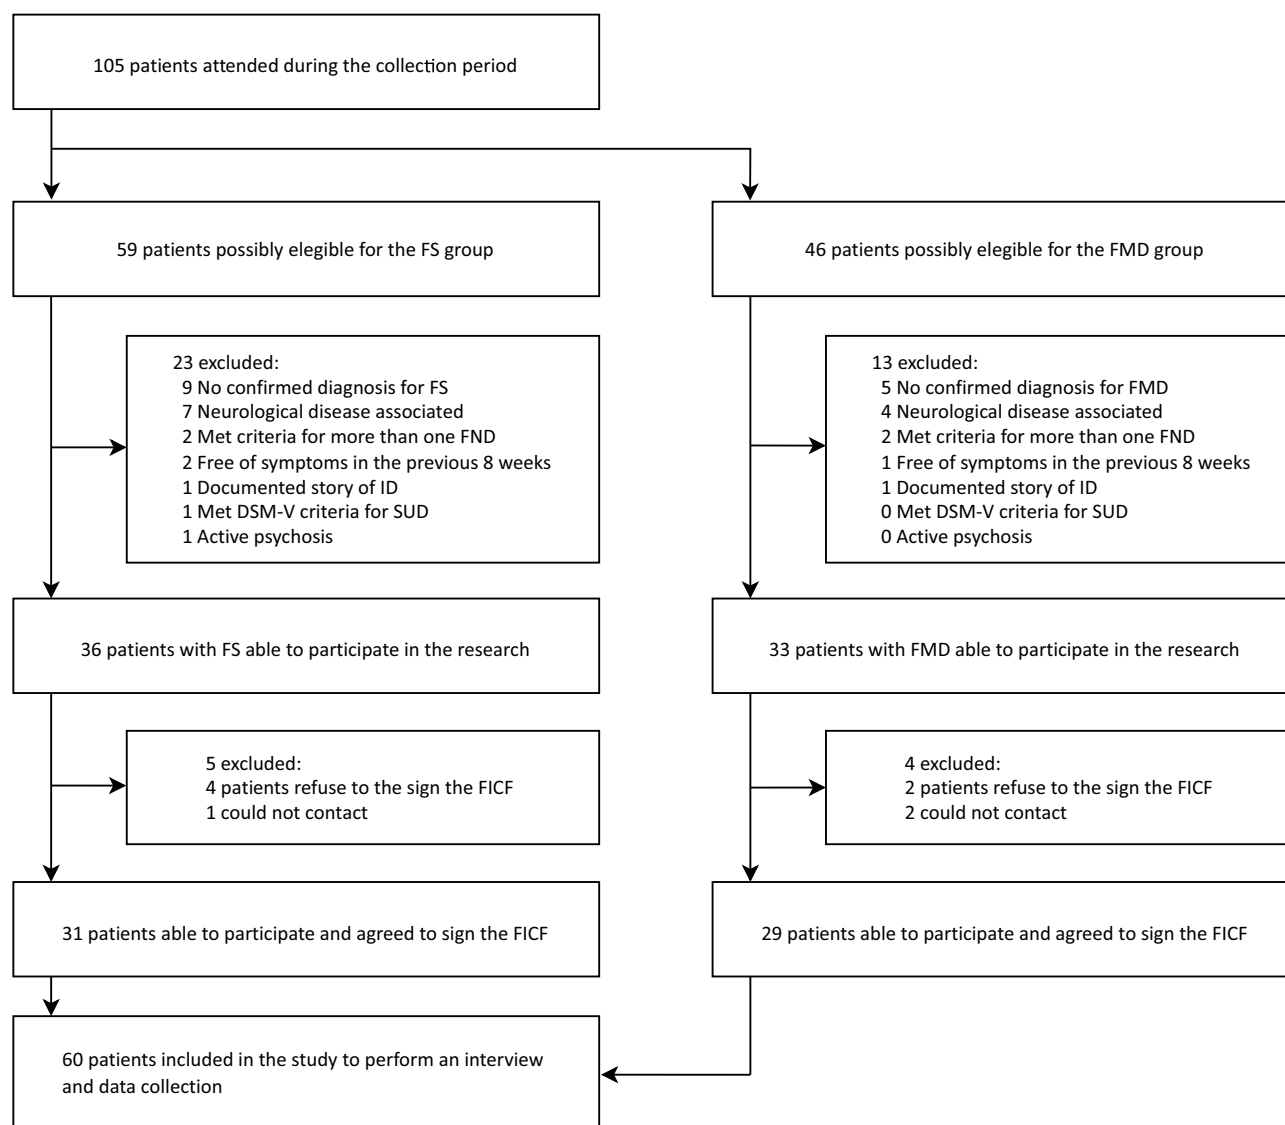 105 patients attended during the collection period
59 patients possibly elegible for the FS group
46 patients possibly elegible for the FMD group
23 excluded:
9 No confirmed diagnosis for FS
7 Neurological disease associated
2 Met criteria for more than one FND
2 Free of symptoms in the previous 8 weeks
1 Documented story of ID
1 Met DSM-V criteria for SUD
1 Active psychosis
13 excluded:
5 No confirmed diagnosis for FMD
4 Neurological disease associated
2 Met criteria for more than one FND
1 Free of symptoms in the previous 8 weeks
1 Documented story of ID
0 Met DSM-V criteria for SUD
0 Active psychosis
36 patients with FS able to participate in the research
33 patients with FMD able to participate in the research
5 excluded:
4 patients refuse to the sign the FICF
1 could not contact
4 excluded:
2 patients refuse to the sign the FICF
2 could not contact
31 patients able to participate and agreed to sign the FICF
29 patients able to participate and agreed to sign the FICF
60 patients included in the study to perform an interview
and data collection